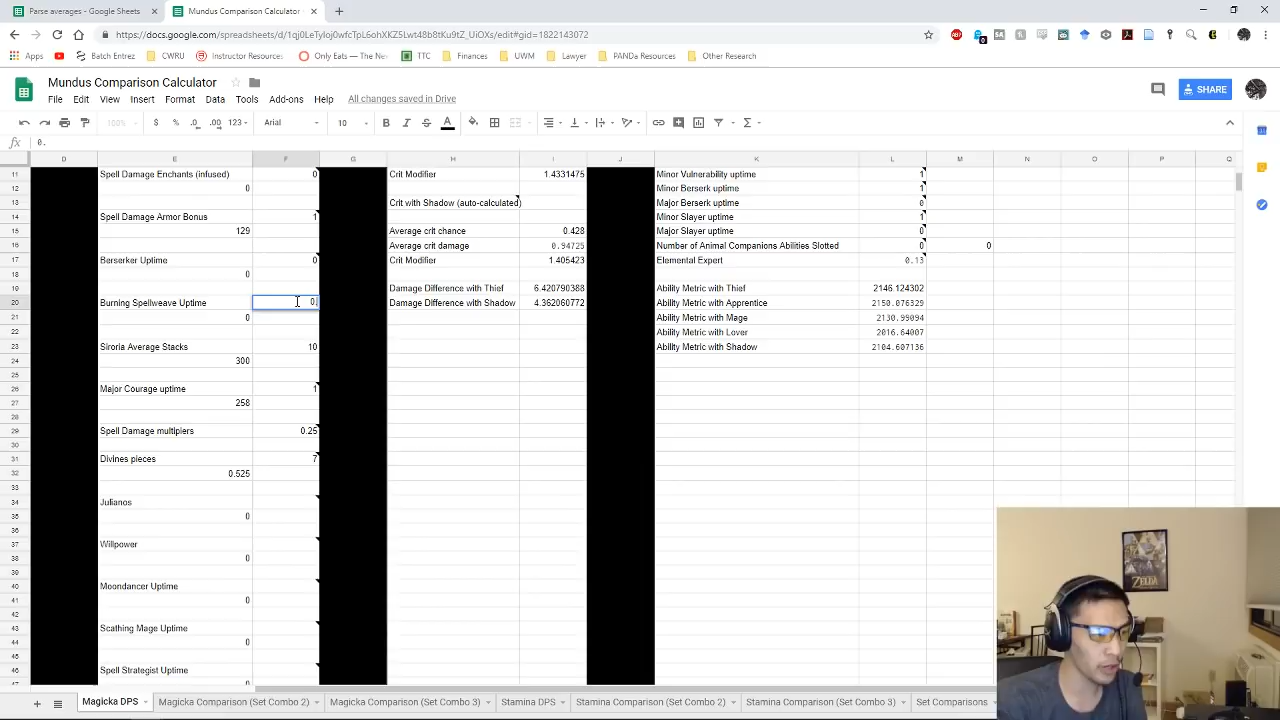 Parse averages - Google Sheets
Mundus Comparison Calculator
https://docs.google.com/spreadsheets/d/1qj0LeTyIoj0wfcTpL6ohXKZ5Lwt48b8tKu9tZ_UiOXs/edit#gid=1822143072
Apps Batch Entrez CWRU Instructor Resources Only Eats — The Ne TTC Finances UWM Lawyer PANDa Resources Other Research
Mundus Comparison Calculator
SHARE
File Edit View Insert Format Data Tools Add-ons Help All changes saved in Drive
100% $ % .0 .00 123 Arial 10 B I S A
fx 0.
D E F G H I J K L M N O P Q
11 Spell Damage Enchants (infused) 0 Crit Modifier 1.4331475 Minor Vulnerability uptime 1
12 0 Minor Berserk uptime 1
13 Crit with Shadow (auto-calculated) Major Berserk uptime 0
14 Spell Damage Armor Bonus 1 Minor Slayer uptime 1
15 129 Average crit chance 0.428 Major Slayer uptime 0
16 Average crit damage 0.94725 Number of Animal Companions Abilities Slotted 0 0
17 Berserker Uptime 0 Crit Modifier 1.405423 Elemental Expert 0.13
18 0
19 Damage Difference with Thief 6.420790388 Ability Metric with Thief 2146.124302
20 Burning Spellweave Uptime 0. Damage Difference with Shadow 4.362060772 Ability Metric with Apprentice 2150.076329
21 0 Ability Metric with Mage 2130.99094
22 Ability Metric with Lover 2016.64007
23 Siroria Average Stacks 10 Ability Metric with Shadow 2104.607136
24 300
25
26 Major Courage uptime 1
27 258
28
29 Spell Damage multipiers 0.25
30
31 Divines pieces 7
32 0.525
33
34 Julianos
35 0
36
37 Willpower
38 0
39
40 Moondancer Uptime
41 0
42
43 Scathing Mage Uptime
44 0
45
46 Spell Strategist Uptime
47 0
ZELDA
Magicka DPS Magicka Comparison (Set Combo 2) Magicka Comparison (Set Combo 3) Stamina DPS Stamina Comparison (Set Combo 2) Stamina Comparison (Set Combo 3) Set Comparisons